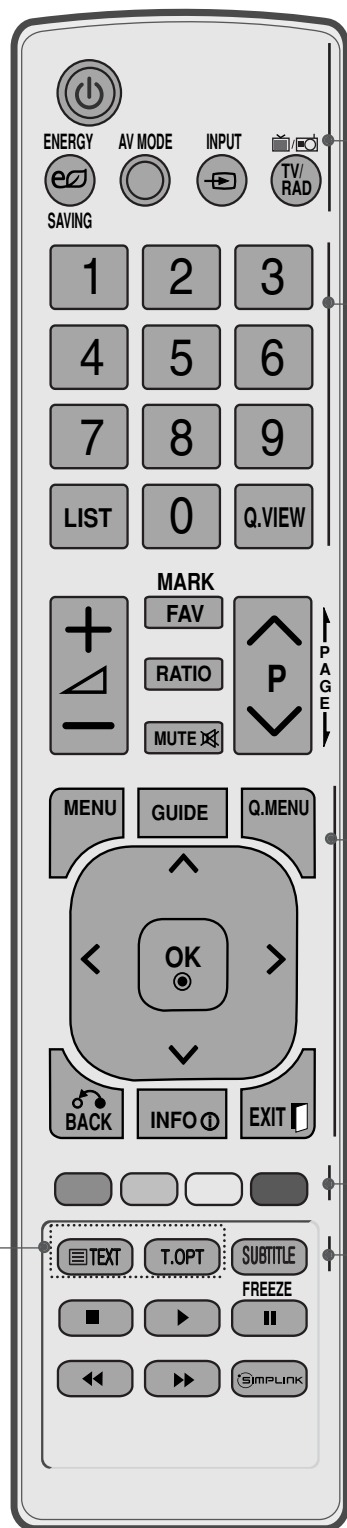 ENERGY AV MODE INPUT
TV/
RAD
SAVING
1 2 3
4 5 6
7 8 9
LIST 0 Q.VIEW
MARK
FAV
RATIO
P
MUTE
PAGE
MENU GUIDE Q.MENU
OK
BACK INFO EXIT
TEXT T.OPT SUBTITLE
FREEZE
SIMPLINK